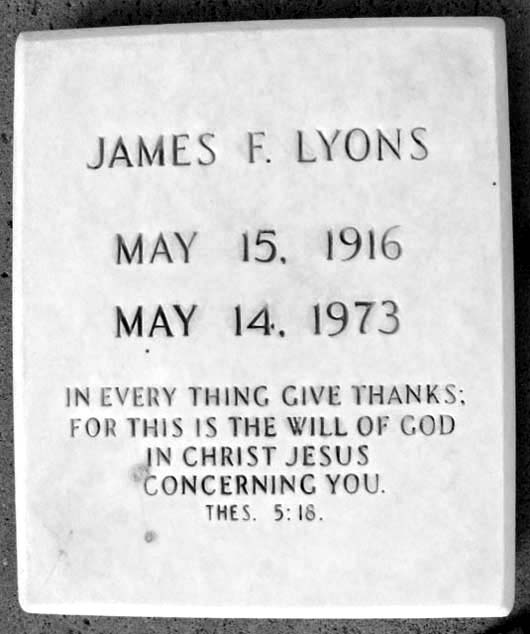 JAMES F. LYONS
MAY 15, 1916
MAY 14, 1973
IN EVERY THING GIVE THANKS;
FOR THIS IS THE WILL OF GOD
IN CHRIST JESUS
CONCERNING YOU.
THES. 5:18.